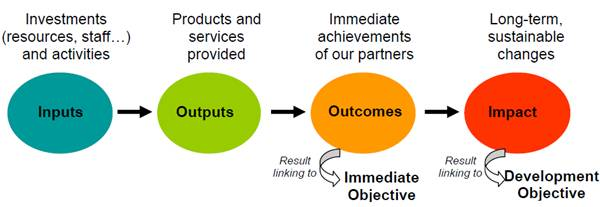 Investments
(resources, staff…)
and activities
Products and
services
provided
Immediate
achievements
of our partners
Long-term,
sustainable
changes
Inputs
Outputs
Outcomes
Impact
Result
linking to
Immediate
Objective
Result
linking to
Development
Objective